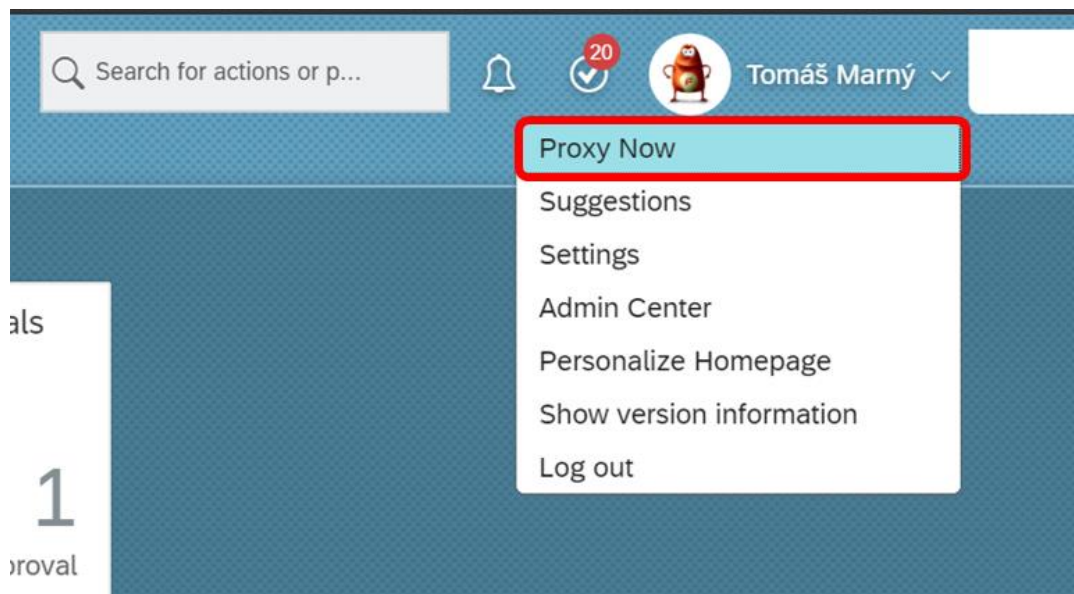 Search for actions or p...
20
Tomáš Marný
Proxy Now
Suggestions
Settings
Admin Center
Personalize Homepage
Show version information
Log out
als
1
proval